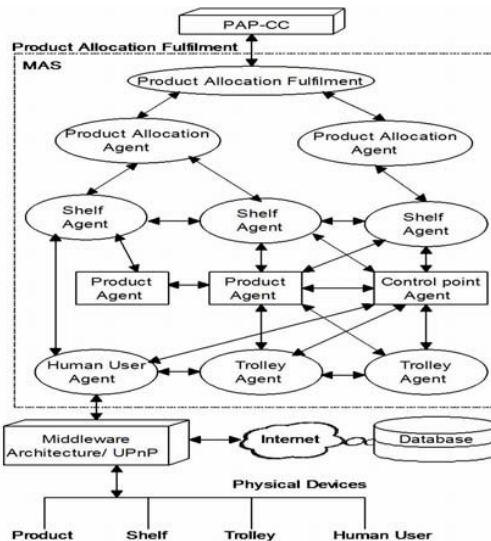 PAP-CC
Product Allocation Fulfilment
MAS
Product Allocation Fulfilment
Product Allocation
Agent
Product Allocation
Agent
Shelf
Agent
Shelf
Agent
Shelf
Agent
Product
Agent
Product
Agent
Control point
Agent
Human User
Agent
Trolley
Agent
Trolley
Agent
Middleware
Architecture/ UPnP
Internet
Database
Physical Devices
Product
Shelf
Trolley
Human User